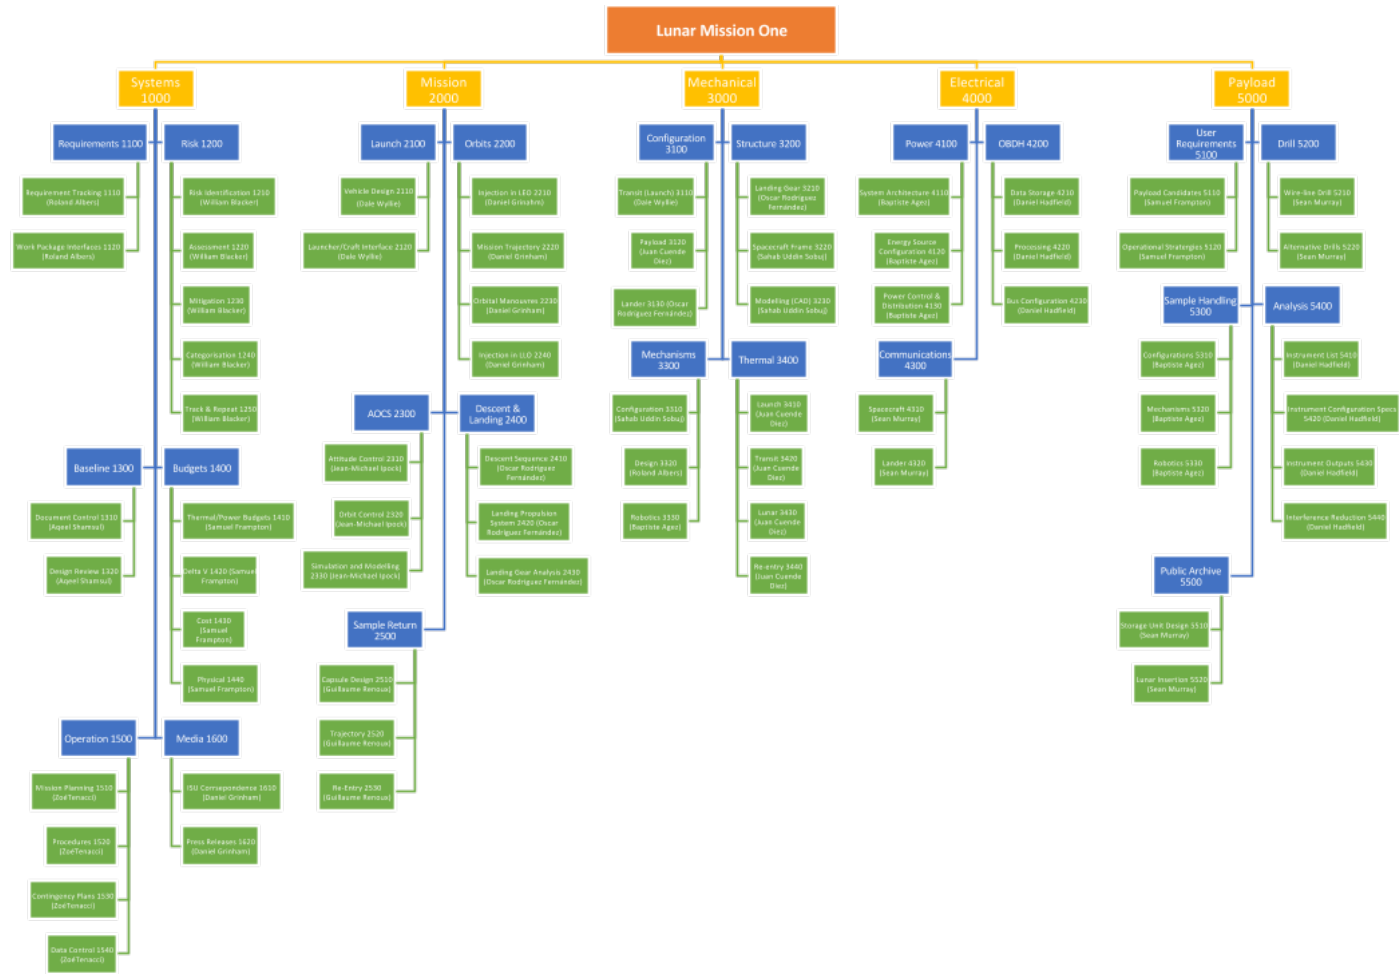 Lunar Mission One
Systems
1000
Requirements 1100
Requirement Tracking 1110
(Roland Albers)
Work Package Interfaces 1120
(Roland Albers)
Risk 1200
Risk Identification 1210
(William Blacker)
Assessment 1220
(William Blacker)
Mitigation 1230
(William Blacker)
Categorisation 1240
(William Blacker)
Track & Repeat 1250
(William Blacker)
Baseline 1300
Document Control 1310
(Aqeel Shamsul)
Design Review 1320
(Aqeel Shamsul)
Budgets 1400
Thermal/Power Budgets 1410
(Samuel Frampton)
Delta V 1420 (Samuel
Frampton)
Cost 1430
(Samuel
Frampton)
Physical 1440
(Samuel Frampton)
Operation 1500
Mission Planning 1510
(ZoéTenacci)
Procedures 1520
(ZoéTenacci)
Contingency Plans 1530
(ZoéTenacci)
Data Control 1540
(ZoéTenacci)
Media 1600
ISU Corrsepondence 1610
(Daniel Grinham)
Press Releases 1620
(Daniel Grinham)
Mission
2000
Launch 2100
Vehicle Design 2110
(Dale Wyllie)
Launcher/Craft Interface 2120
(Dale Wyllie)
Orbits 2200
Injection in LEO 2210
(Daniel Grinahm)
Mission Trajectory 2220
(Daniel Grinham)
Orbital Manouvres 2230
(Daniel Grinham)
Injection in LLO 2240
(Daniel Grinham)
AOCS 2300
Attitude Control 2310
(Jean-Michael Ipock)
Orbit Control 2320
(Jean-Michael Ipock)
Simulation and Modelling
2330 (Jean-Michael Ipock)
Descent &
Landing 2400
Descent Sequence 2410
(Oscar Rodriguez
Fernández)
Landing Propulsion
System 2420 (Oscar
Rodríguez Fernández)
Landing Gear Analysis 2430
(Oscar Rodriguez Fernández)
Sample Return
2500
Capsule Design 2510
(Guillaume Renoux)
Trajectory 2520
(Guillaume Renoux)
Re-Entry 2530
(Guillaume Renoux)
Mechanical
3000
Configuration
3100
Transit (Launch) 3110
(Dale Wyllie)
Payload 3120
(Juan Cuende
Díez)
Lander 3130 (Oscar
Rodríguez Fernández)
Structure 3200
Landing Gear 3210
(Oscar Rodríguez
Fernández)
Spacecraft Frame 3220
(Sahab Uddin Sobuj)
Modelling (CAD) 3230
(Sahab Uddin Sobuj)
Mechanisms
3300
Configuration 3310
(Sahab Uddin Sobuj)
Design 3320
(Roland Albers)
Robotics 3330
(Baptiste Agez)
Thermal 3400
Launch 3410
(Juan Cuende
Díez)
Transit 3420
(Juan Cuende
Díez)
Lunar 3430
(Juan Cuende
Díez)
Re-entry 3440
(Juan Cuende
Díez)
Electrical
4000
Power 4100
System Architecture 4110
(Baptiste Agez)
Energy Source
Configuration 4120
(Baptiste Agez)
Power Control &
Distribution 4130
(Baptiste Agez)
OBDH 4200
Data Storage 4210
(Daniel Hadfield)
Processing 4220
(Daniel Hadfield)
Bus Configuration 4230
(Daniel Hadfield)
Communications
4300
Spacecraft 4310
(Sean Murray)
Lander 4320
(Sean Murray)
Payload
5000
User
Requirements
5100
Payload Candidates 5110
(Samuel Frampton)
Operational Stratergies 5120
(Samuel Frampton)
Drill 5200
Wire-line Drill 5210
(Sean Murray)
Alternative Drills 5220
(Sean Murray)
Sample Handling
5300
Configurations 5310
(Baptiste Agez)
Mechanisms 5320
(Baptiste Agez)
Robotics 5330
(Baptiste Agez)
Analysis 5400
Instrument List 5410
(Daniel Hadfield)
Instrument Configuration Specs
5420 (Daniel Hadfield)
Instrument Outputs 5430
(Daniel Hadfield)
Interference Reduction 5440
(Daniel Hadfield)
Public Archive
5500
Storage Unit Design 5510
(Sean Murray)
Lunar Insertion 5520
(Sean Murray)